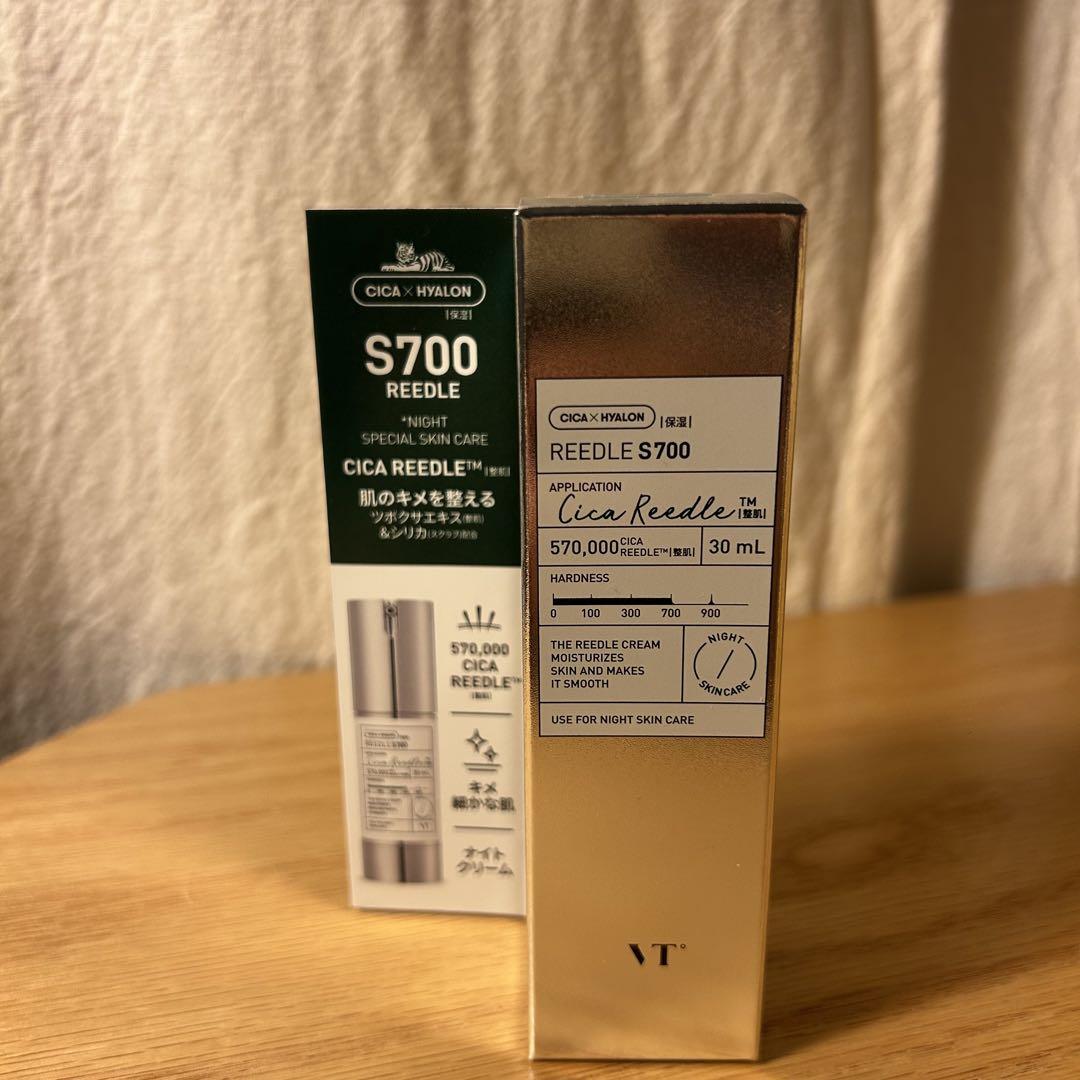 CICA×HYALON
|保湿|
S700
REEDLE
*NIGHT
SPECIAL SKIN CARE
CICA REEDLE™|整肌|
肌のキメを整える
ツボクサエキス(整肌)
&シリカ(スクラブ)配合
570,000
CICA
REEDLE™
|整肌|
キメ
細かな肌
ナイト
クリーム
CICA×HYALON |保湿|
REEDLE S700
APPLICATION
Cica Reedle™|整肌|
570,000 CICA REEDLE™|整肌| 30 mL
HARDNESS
0 100 300 700 900
THE REEDLE CREAM
MOISTURIZES
SKIN AND MAKES
IT SMOOTH
NIGHT
SKINCARE
USE FOR NIGHT SKIN CARE
VT